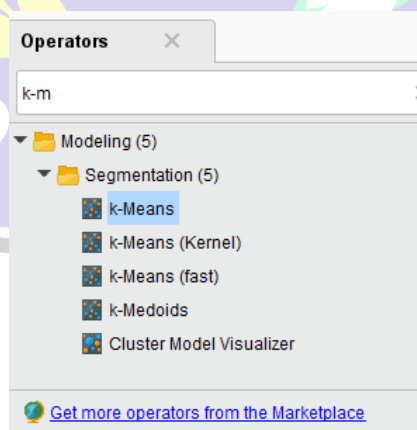 Operators
k-m
Modeling (5)
Segmentation (5)
k-Means
k-Means (Kernel)
k-Means (fast)
k-Medoids
Cluster Model Visualizer
Get more operators from the Marketplace